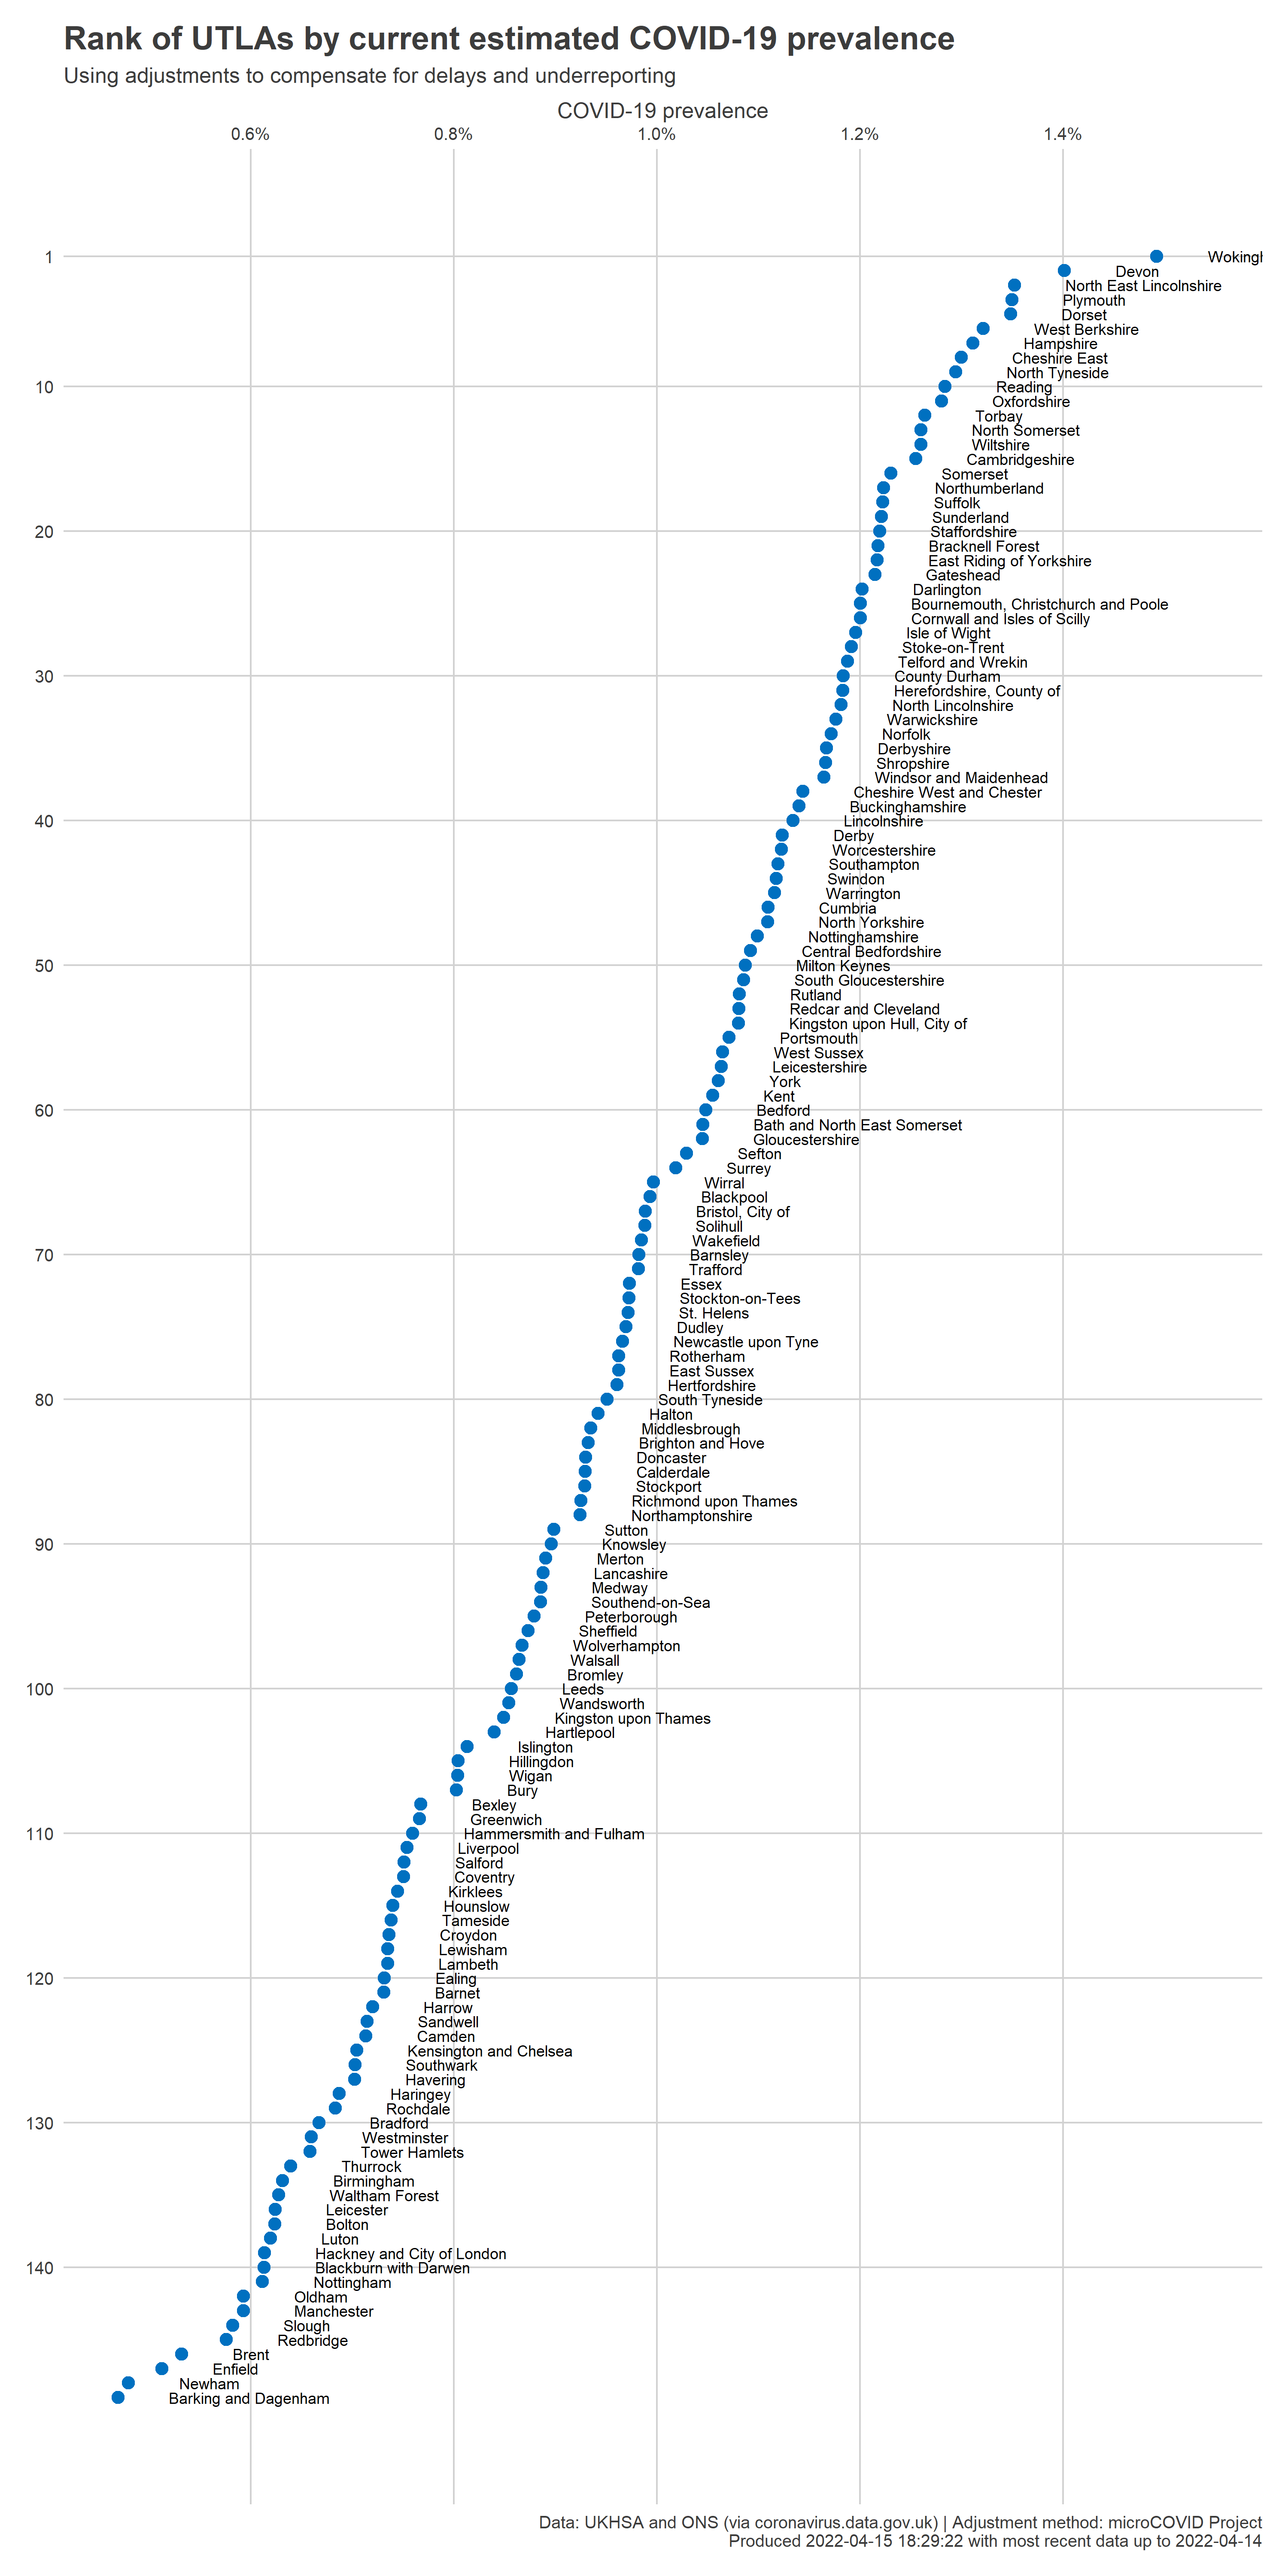 Rank of UTLAs by current estimated COVID-19 prevalence
Using adjustments to compensate for delays and underreporting
COVID-19 prevalence
0.6% 0.8% 1.0% 1.2% 1.4%
1 Wokingh
Devon
North East Lincolnshire
Plymouth
Dorset
West Berkshire
Hampshire
Cheshire East
North Tyneside
10 Reading
Oxfordshire
Torbay
North Somerset
Wiltshire
Cambridgeshire
Somerset
Northumberland
Suffolk
Sunderland
20 Staffordshire
Bracknell Forest
East Riding of Yorkshire
Gateshead
Darlington
Bournemouth, Christchurch and Poole
Cornwall and Isles of Scilly
Isle of Wight
Stoke-on-Trent
Telford and Wrekin
30 County Durham
Herefordshire, County of
North Lincolnshire
Warwickshire
Norfolk
Derbyshire
Shropshire
Windsor and Maidenhead
Cheshire West and Chester
Buckinghamshire
40 Lincolnshire
Derby
Worcestershire
Southampton
Swindon
Warrington
Cumbria
North Yorkshire
Nottinghamshire
Central Bedfordshire
50 Milton Keynes
South Gloucestershire
Rutland
Redcar and Cleveland
Kingston upon Hull, City of
Portsmouth
West Sussex
Leicestershire
York
Kent
60 Bedford
Bath and North East Somerset
Gloucestershire
Sefton
Surrey
Wirral
Blackpool
Bristol, City of
Solihull
Wakefield
70 Barnsley
Trafford
Essex
Stockton-on-Tees
St. Helens
Dudley
Newcastle upon Tyne
Rotherham
East Sussex
Hertfordshire
80 South Tyneside
Halton
Middlesbrough
Brighton and Hove
Doncaster
Calderdale
Stockport
Richmond upon Thames
Northamptonshire
Sutton
90 Knowsley
Merton
Lancashire
Medway
Southend-on-Sea
Peterborough
Sheffield
Wolverhampton
Walsall
Bromley
100 Leeds
Wandsworth
Kingston upon Thames
Hartlepool
Islington
Hillingdon
Wigan
Bury
Bexley
Greenwich
110 Hammersmith and Fulham
Liverpool
Salford
Coventry
Kirklees
Hounslow
Tameside
Croydon
Lewisham
Lambeth
120 Ealing
Barnet
Harrow
Sandwell
Camden
Kensington and Chelsea
Southwark
Havering
Haringey
Rochdale
130 Bradford
Westminster
Tower Hamlets
Thurrock
Birmingham
Waltham Forest
Leicester
Bolton
Luton
Hackney and City of London
140 Blackburn with Darwen
Nottingham
Oldham
Manchester
Slough
Redbridge
Brent
Enfield
Newham
Barking and Dagenham
Data: UKHSA and ONS (via coronavirus.data.gov.uk) | Adjustment method: microCOVID Project
Produced 2022-04-15 18:29:22 with most recent data up to 2022-04-14